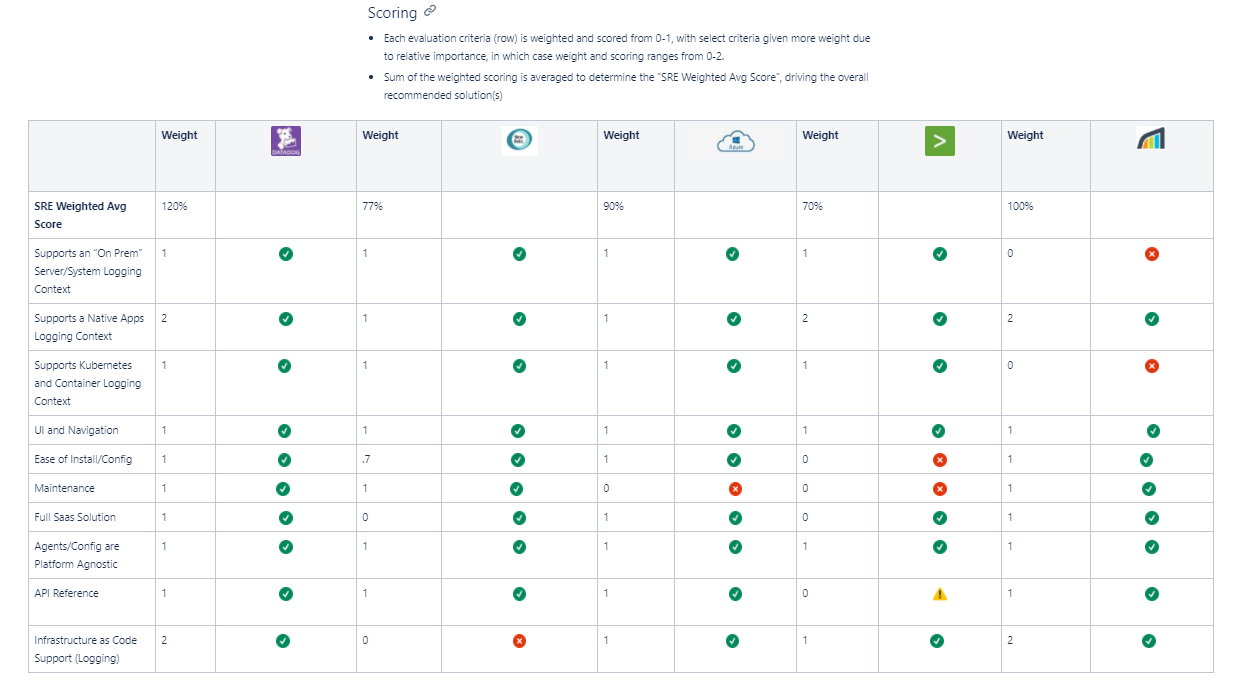 Scoring
Each evaluation criteria (row) is weighted and scored from 0-1, with select criteria given more weight due
to relative importance, in which case weight and scoring ranges from 0-2.
Sum of the weighted scoring is averaged to determine the "SRE Weighted Avg Score", driving the overall
recommended solution(s)
Weight DATADOG Weight New Relic Weight Azure Weight > Weight
SRE Weighted Avg
Score
120% 77% 90% 70% 100%
Supports an "On Prem"
Server/System Logging
Context
1 1 1 1 0
Supports a Native Apps
Logging Context
2 1 1 2 2
Supports Kubernetes
and Container Logging
Context
1 1 1 1 0
UI and Navigation 1 1 1 1 1
Ease of Install/Config 1 .7 1 0 1
Maintenance 1 1 0 0 1
Full Saas Solution 1 0 1 0 1
Agents/Config are
Platform Agnostic
1 1 1 1 1
API Reference 1 1 1 0 1
Infrastructure as Code
Support (Logging)
2 0 1 1 2